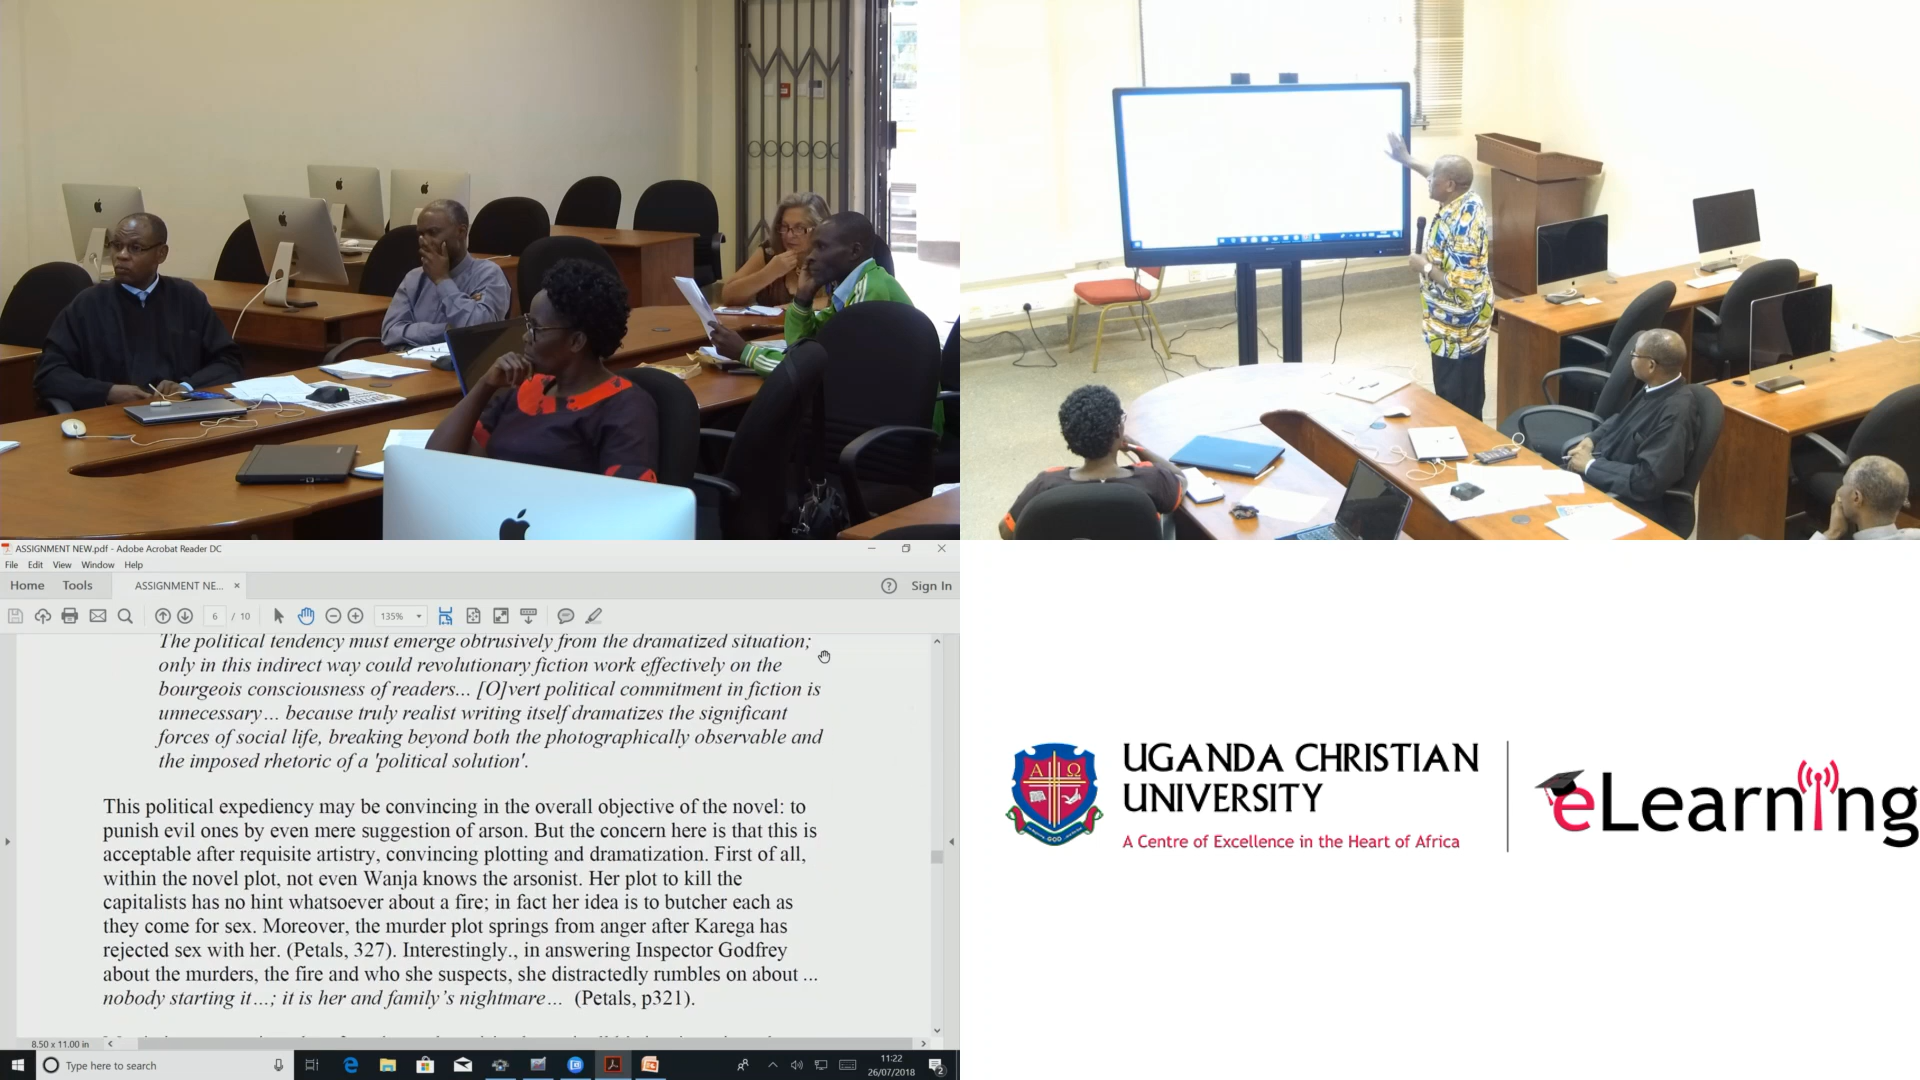 ASSIGNMENT NEW.pdf - Adobe Acrobat Reader DC
File Edit View Window Help
Home Tools ASSIGNMENT NE... × Sign In
6 / 10 135%
The political tendency must emerge obtrusively from the dramatized situation;
only in this indirect way could revolutionary fiction work effectively on the
bourgeois consciousness of readers... [O]vert political commitment in fiction is
unnecessary... because truly realist writing itself dramatizes the significant
forces of social life, breaking beyond both the photographically observable and
the imposed rhetoric of a 'political solution'.
This political expediency may be convincing in the overall objective of the novel: to
punish evil ones by even mere suggestion of arson. But the concern here is that this is
acceptable after requisite artistry, convincing plotting and dramatization. First of all,
within the novel plot, not even Wanja knows the arsonist. Her plot to kill the
capitalists has no hint whatsoever about a fire; in fact her idea is to butcher each as
they come for sex. Moreover, the murder plot springs from anger after Karega has
rejected sex with her. (Petals, 327). Interestingly., in answering Inspector Godfrey
about the murders, the fire and who she suspects, she distractedly rumbles on about ...
nobody starting it...; it is her and family's nightmare... (Petals, p321).
8.50 x 11.00 in
Type here to search
11:22
26/07/2018
2
UGANDA CHRISTIAN
UNIVERSITY
A Centre of Excellence in the Heart of Africa
eLearning